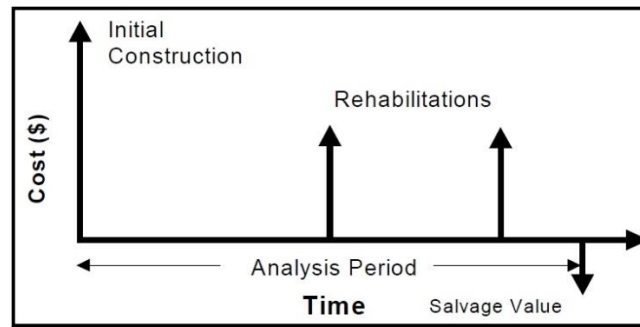 Initial
Construction
Rehabilitations
Cost ($)
Analysis Period
Time
Salvage Value